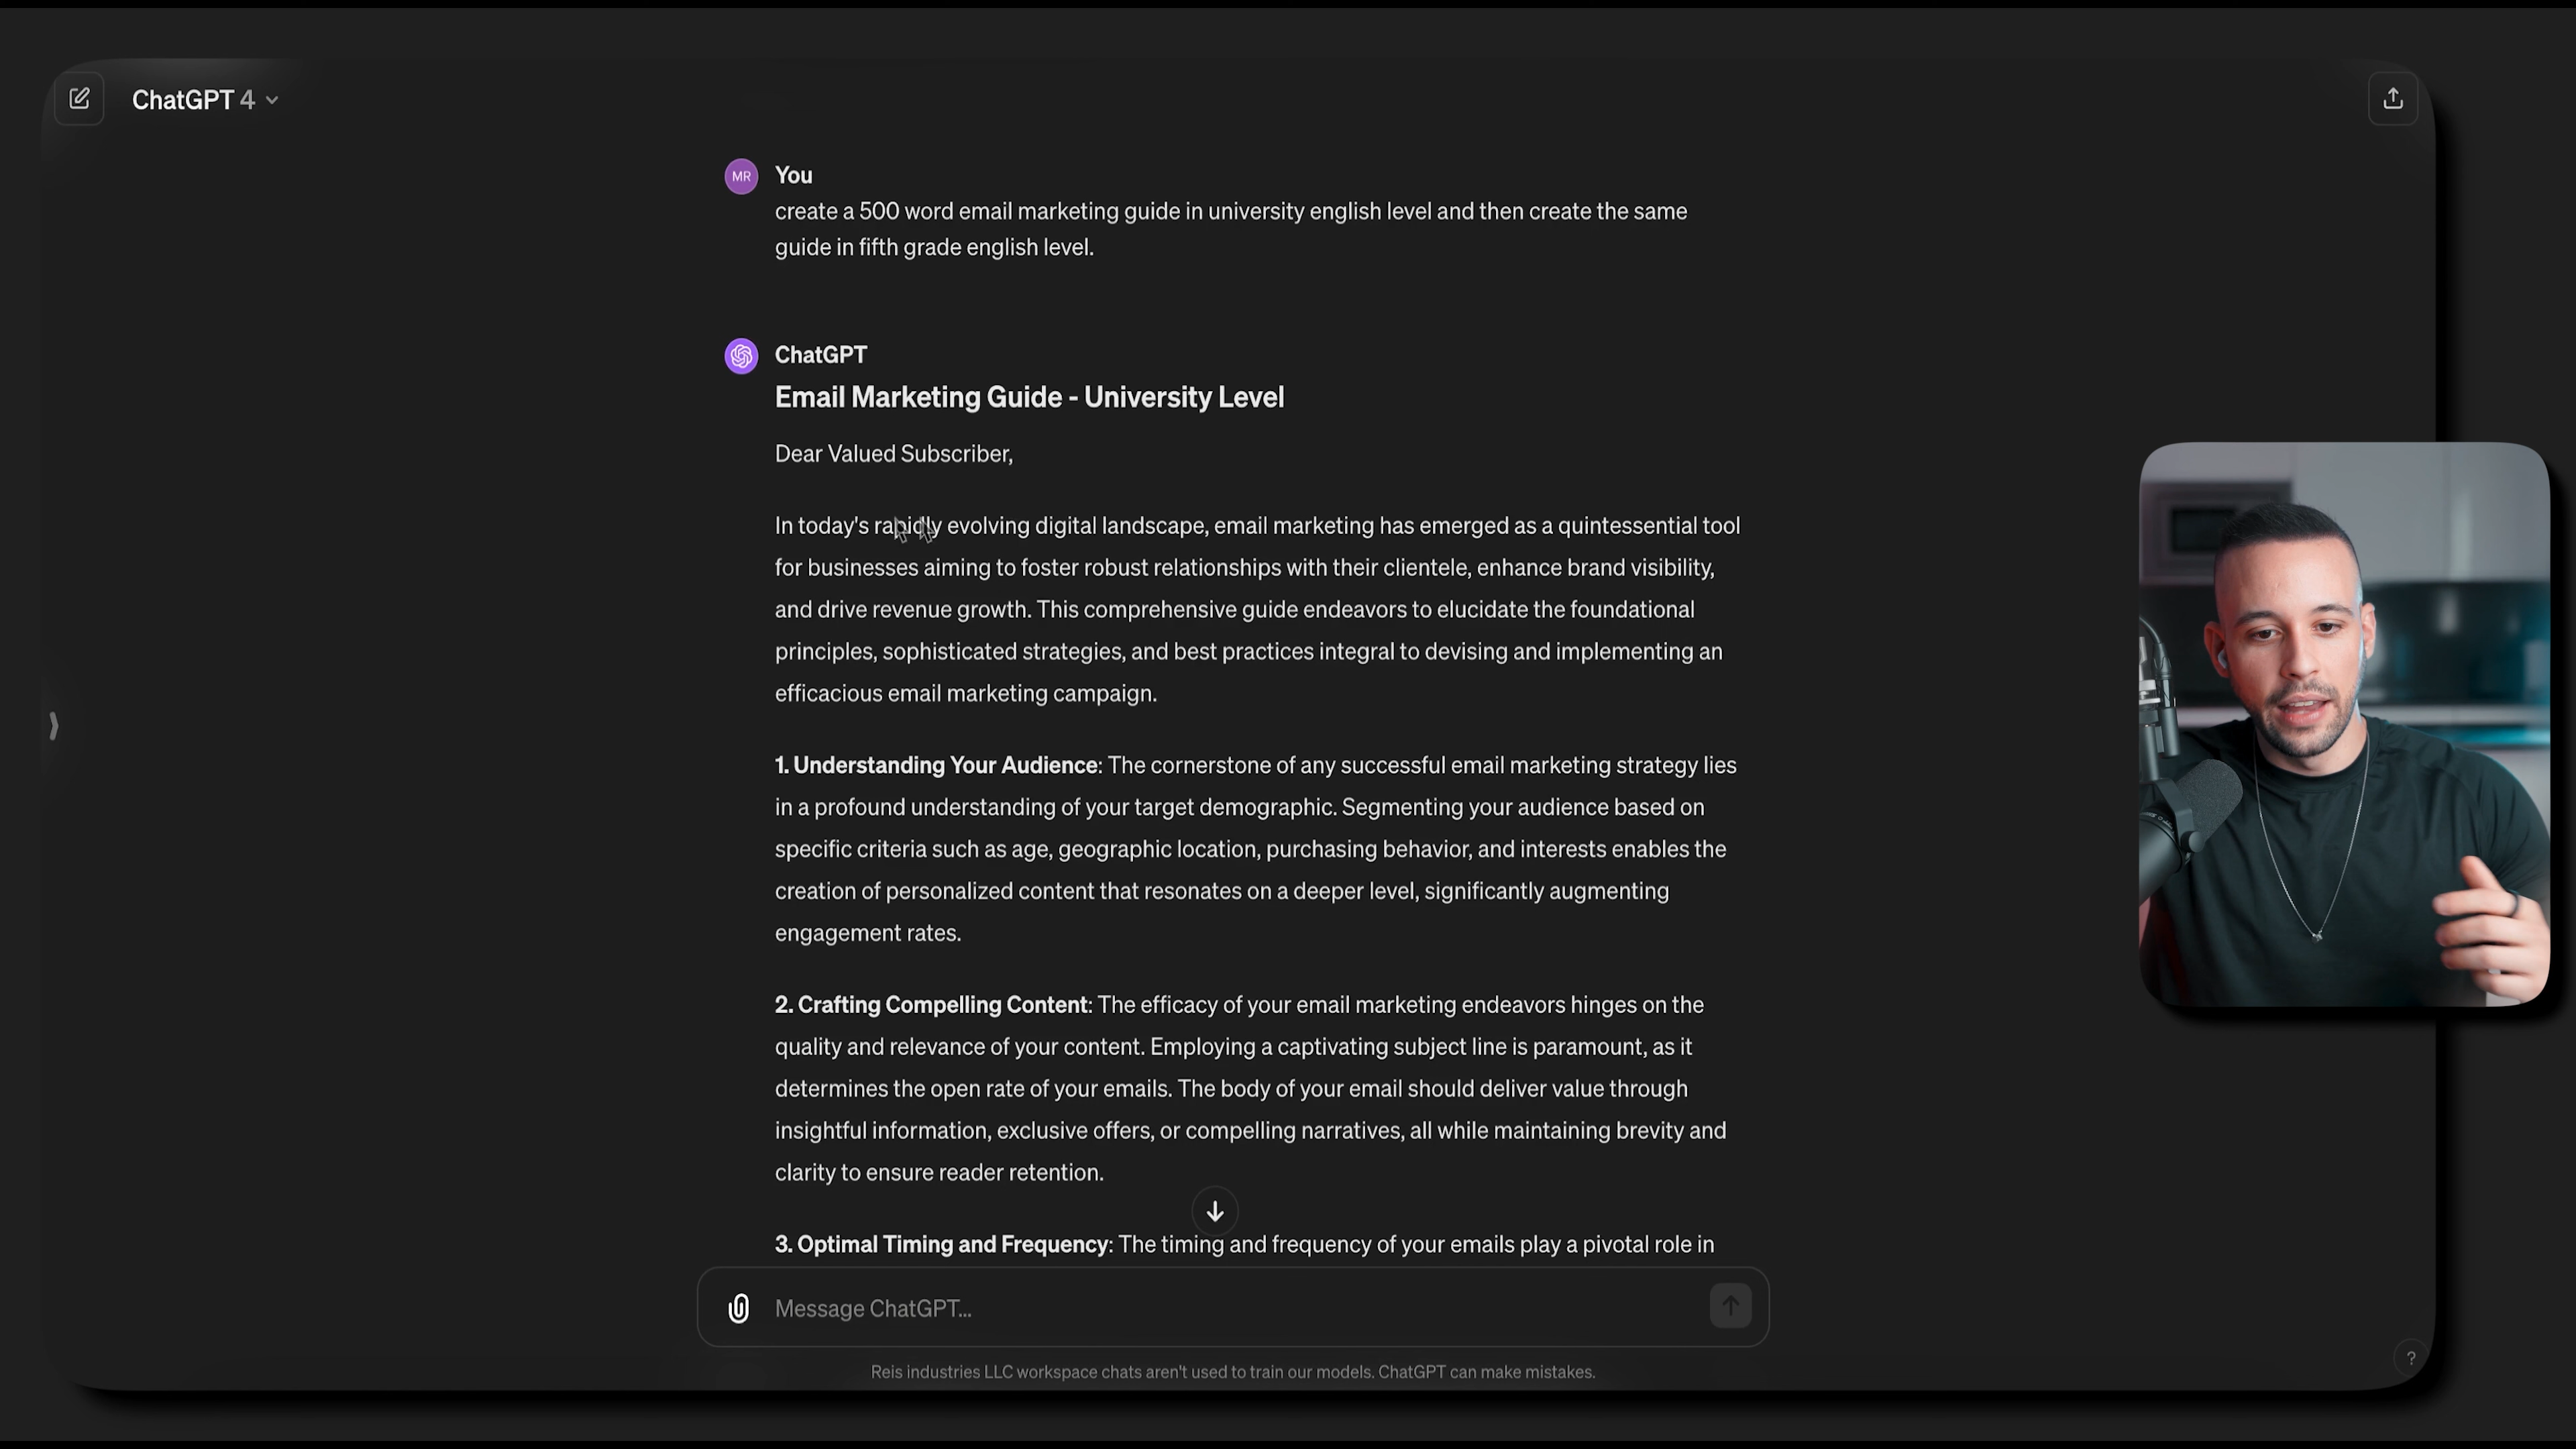 ChatGPT 4
MR
You
create a 500 word email marketing guide in university english level and then create the same
guide in fifth grade english level.
ChatGPT
Email Marketing Guide - University Level
Dear Valued Subscriber,
In today's rapidly evolving digital landscape, email marketing has emerged as a quintessential tool
for businesses aiming to foster robust relationships with their clientele, enhance brand visibility,
and drive revenue growth. This comprehensive guide endeavors to elucidate the foundational
principles, sophisticated strategies, and best practices integral to devising and implementing an
efficacious email marketing campaign.
1. Understanding Your Audience: The cornerstone of any successful email marketing strategy lies
in a profound understanding of your target demographic. Segmenting your audience based on
specific criteria such as age, geographic location, purchasing behavior, and interests enables the
creation of personalized content that resonates on a deeper level, significantly augmenting
engagement rates.
2. Crafting Compelling Content: The efficacy of your email marketing endeavors hinges on the
quality and relevance of your content. Employing a captivating subject line is paramount, as it
determines the open rate of your emails. The body of your email should deliver value through
insightful information, exclusive offers, or compelling narratives, all while maintaining brevity and
clarity to ensure reader retention.
3. Optimal Timing and Frequency: The timing and frequency of your emails play a pivotal role in
Message ChatGPT...
Reis industries LLC workspace chats aren't used to train our models. ChatGPT can make mistakes.
?